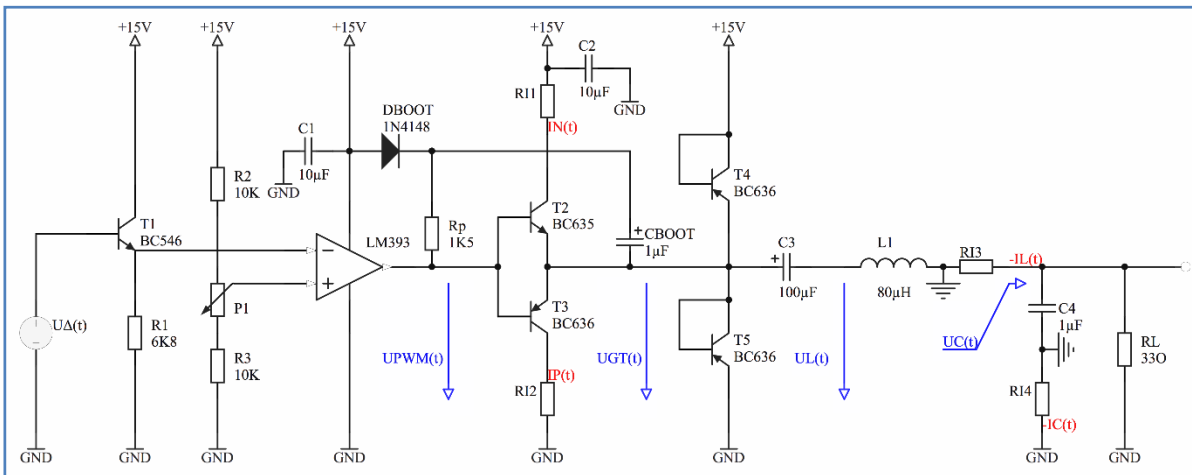 +15V
+15V
+15V
+15V
+15V
C2
10µF
GND
RI1
IN(t)
DBOOT
1N4148
C1
10µF
GND
R2
10K
T4
BC636
T1
BC546
Rp
1K5
T2
BC635
LM393
CBOOT
1µF
C3
100µF
L1
80µH
RI3
-IL(t)
P1
T3
BC636
C4
1µF
UΔ(t)
R1
6K8
T5
BC636
UC(t)
RL
33O
R3
10K
UPWM(t)
IP(t)
UGT(t)
UL(t)
RI2
RI4
-IC(t)
GND
GND
GND
GND
GND
GND
GND
GND